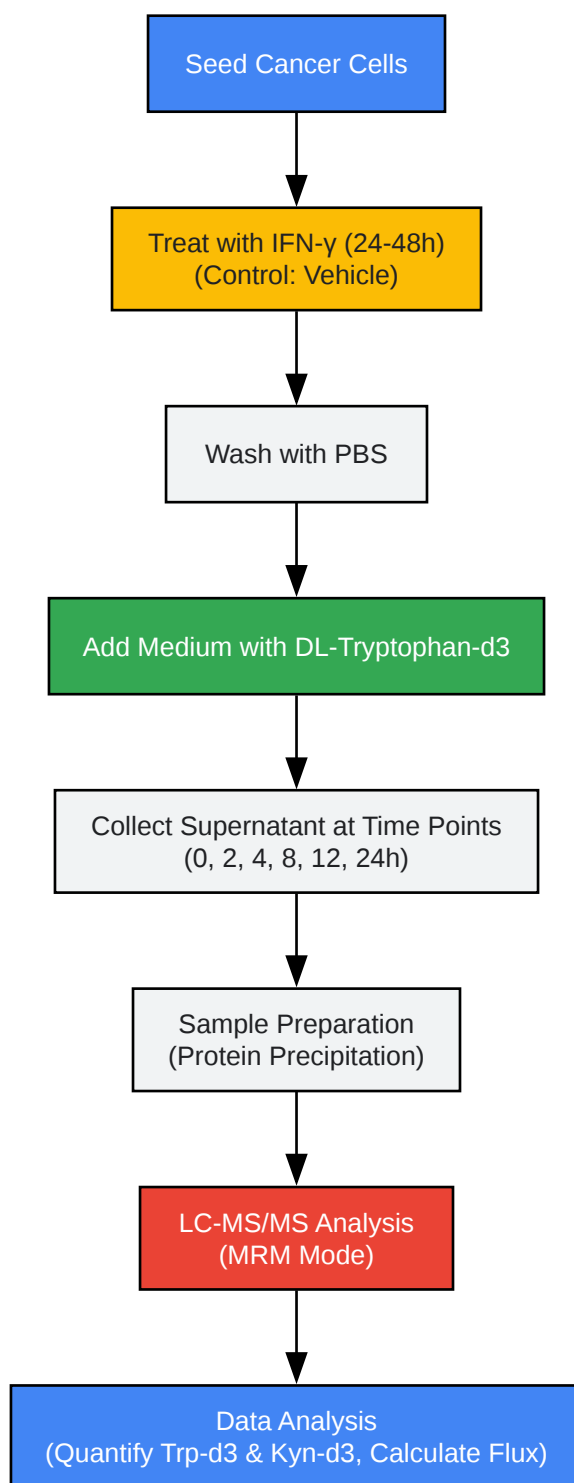 Seed Cancer Cells
Treat with IFN-γ (24-48h)
(Control: Vehicle)
Wash with PBS
Add Medium with DL-Tryptophan-d3
Collect Supernatant at Time Points
(0, 2, 4, 8, 12, 24h)
Sample Preparation
(Protein Precipitation)
LC-MS/MS Analysis
(MRM Mode)
Data Analysis
(Quantify Trp-d3 & Kyn-d3, Calculate Flux)